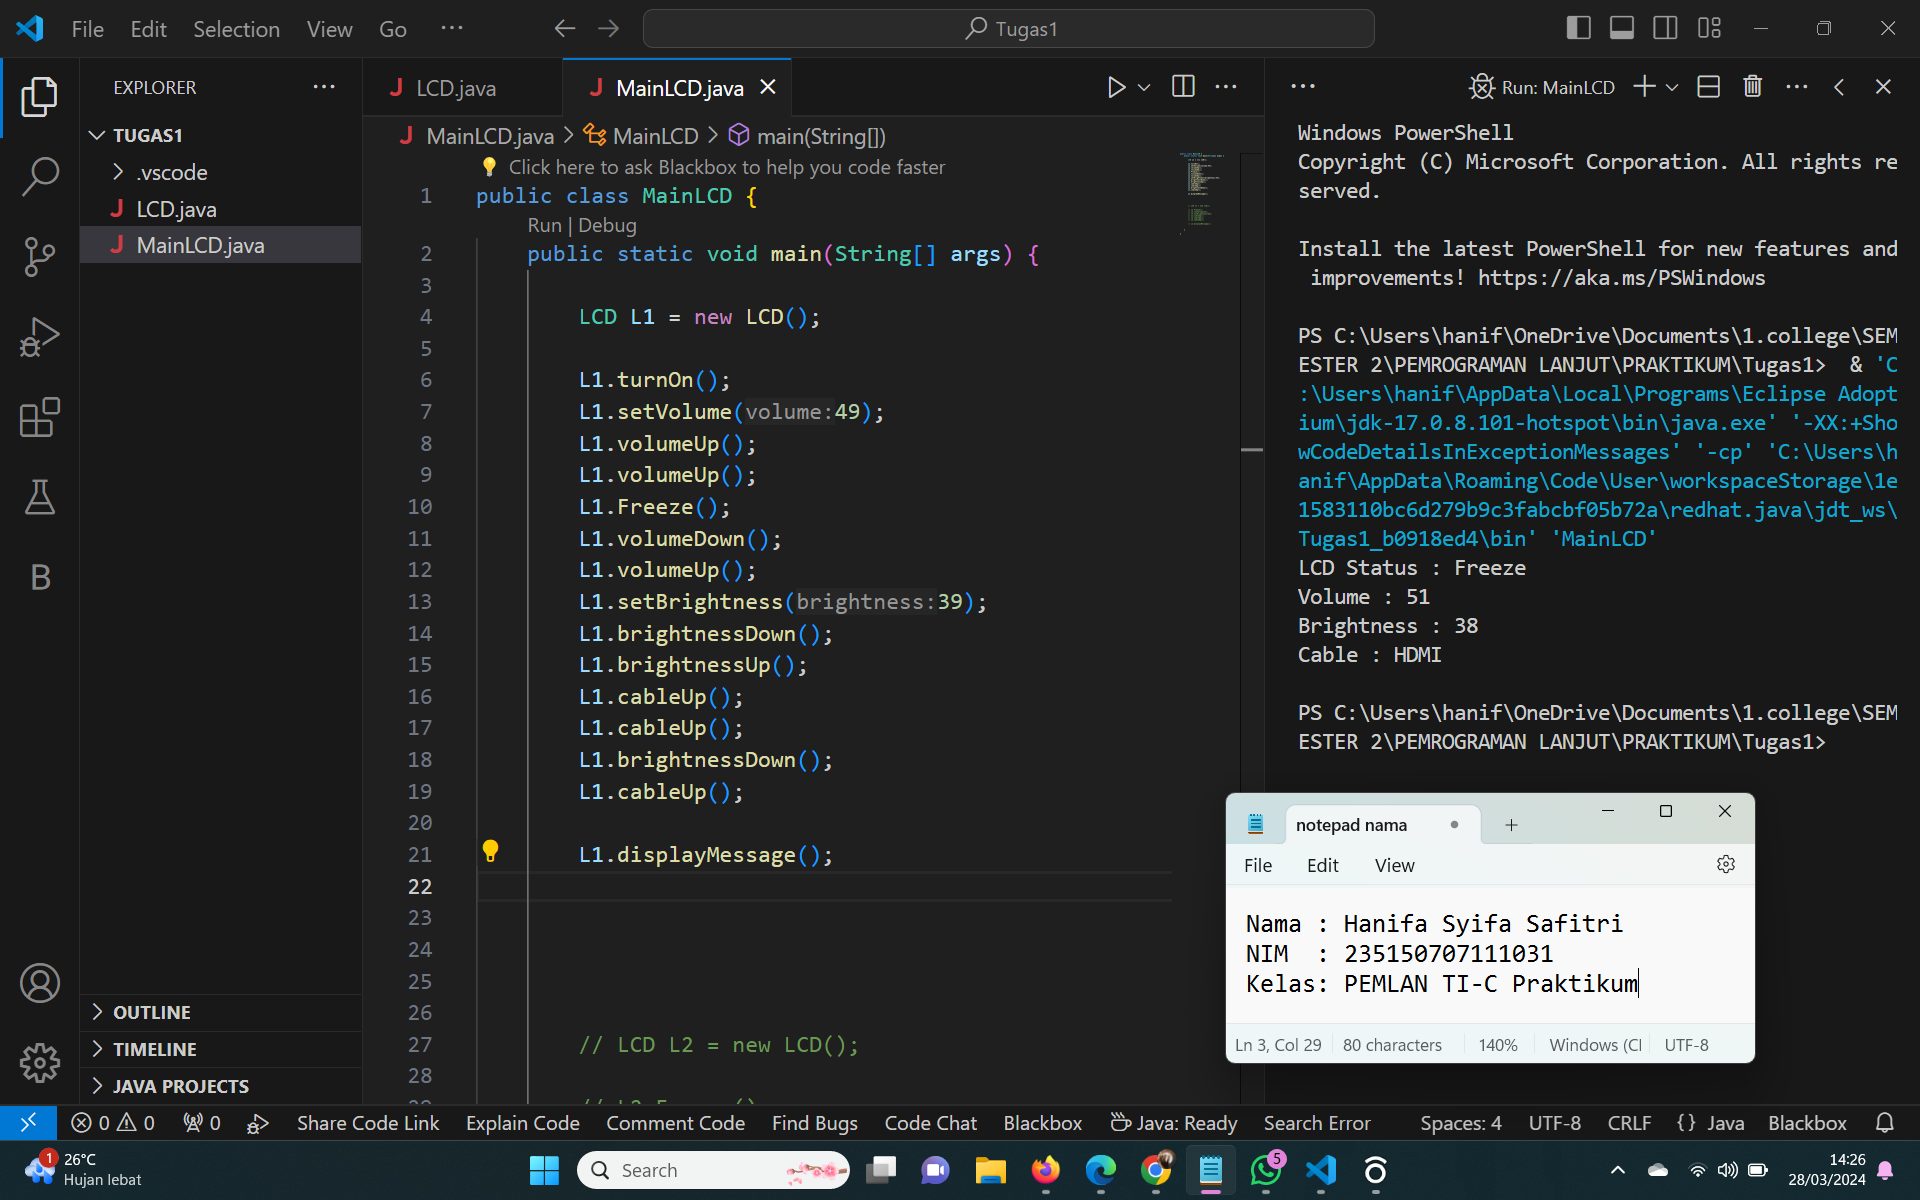 File Edit Selection View Go ···
Tugas1
EXPLORER ···
TUGAS1
.vscode
J LCD.java
J MainLCD.java
OUTLINE
TIMELINE
JAVA PROJECTS
J LCD.java
J MainLCD.java
J MainLCD.java > MainLCD > main(String[])
Click here to ask Blackbox to help you code faster
1 public class MainLCD {
Run | Debug
2 public static void main(String[] args) {
3
4 LCD L1 = new LCD();
5
6 L1.turnOn();
7 L1.setVolume(volume:49);
8 L1.volumeUp();
9 L1.volumeUp();
10 L1.Freeze();
11 L1.volumeDown();
12 L1.volumeUp();
13 L1.setBrightness(brightness:39);
14 L1.brightnessDown();
15 L1.brightnessUp();
16 L1.cableUp();
17 L1.cableUp();
18 L1.brightnessDown();
19 L1.cableUp();
20
21 L1.displayMessage();
22
23
24
25
26
27 // LCD L2 = new LCD();
28
Run: MainLCD
Windows PowerShell
Copyright (C) Microsoft Corporation. All rights re
served.
Install the latest PowerShell for new features and
improvements! https://aka.ms/PSWindows
PS C:\Users\hanif\OneDrive\Documents\1.college\SEM
ESTER 2\PEMROGRAMAN LANJUT\PRAKTIKUM\Tugas1>  & 'C
:\Users\hanif\AppData\Local\Programs\Eclipse Adopt
ium\jdk-17.0.8.101-hotspot\bin\java.exe' '-XX:+Sho
wCodeDetailsInExceptionMessages' '-cp' 'C:\Users\h
anif\AppData\Roaming\Code\User\workspaceStorage\1e
1583110bc6d279b9c3fabcbf05b72a\redhat.java\jdt_ws\
Tugas1_b0918ed4\bin' 'MainLCD'
LCD Status : Freeze
Volume : 51
Brightness : 38
Cable : HDMI
PS C:\Users\hanif\OneDrive\Documents\1.college\SEM
ESTER 2\PEMROGRAMAN LANJUT\PRAKTIKUM\Tugas1>
notepad nama
File Edit View
Nama : Hanifa Syifa Safitri
NIM  : 235150707111031
Kelas: PEMLAN TI-C Praktikum
Ln 3, Col 29 80 characters 140% Windows (Cl UTF-8
0 0 0 Share Code Link Explain Code Comment Code Find Bugs Code Chat Blackbox Java: Ready Search Error Spaces: 4 UTF-8 CRLF {} Java Blackbox
1 26°C
Hujan lebat
Search
5
14:26
28/03/2024